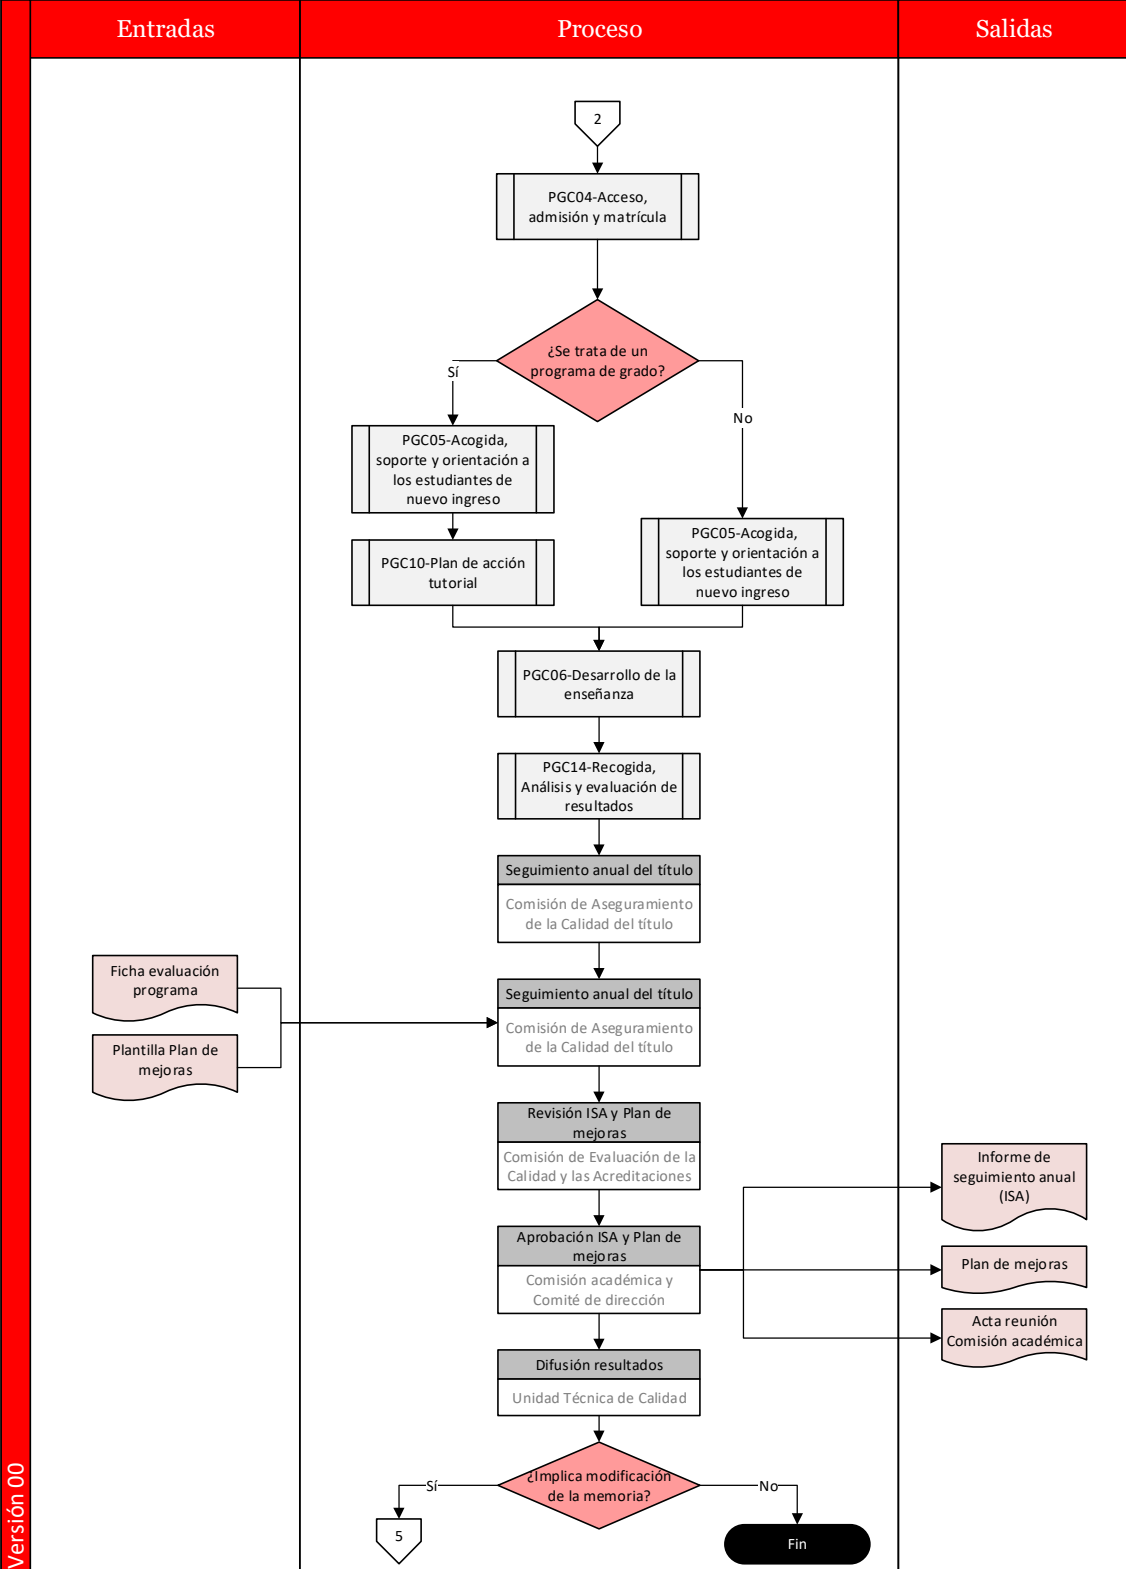 Entradas
Proceso
Salidas
2
PGC04-Acceso,
admisión y matrícula
¿Se trata de un
programa de grado?
Sí
No
PGC05-Acogida,
soporte y orientación a
los estudiantes de
nuevo ingreso
PGC10-Plan de acción
tutorial
PGC05-Acogida,
soporte y orientación a
los estudiantes de
nuevo ingreso
PGC06-Desarrollo de la
enseñanza
PGC14-Recogida,
Análisis y evaluación de
resultados
Seguimiento anual del título
Comisión de Aseguramiento
de la Calidad del título
Ficha evaluación
programa
Plantilla Plan de
mejoras
Seguimiento anual del título
Comisión de Aseguramiento
de la Calidad del título
Revisión ISA y Plan de
mejoras
Comisión de Evaluación de la
Calidad y las Acreditaciones
Aprobación ISA y Plan de
mejoras
Comisión académica y
Comité de dirección
Informe de
seguimiento anual
(ISA)
Plan de mejoras
Acta reunión
Comisión académica
Difusión resultados
Unidad Técnica de Calidad
¿Implica modificación
de la memoria?
Sí
No
5
Fin
Versión 00